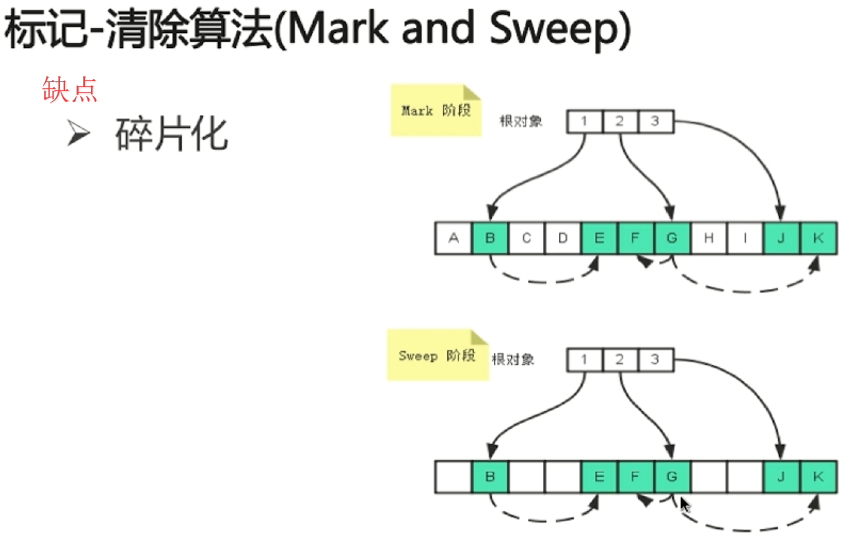 标记-清除算法(Mark and Sweep)
缺点
碎片化
Mark 阶段
根对象
1 2 3
A B C D E F G H I J K
Sweep 阶段
根对象
1 2 3
B E F G J K